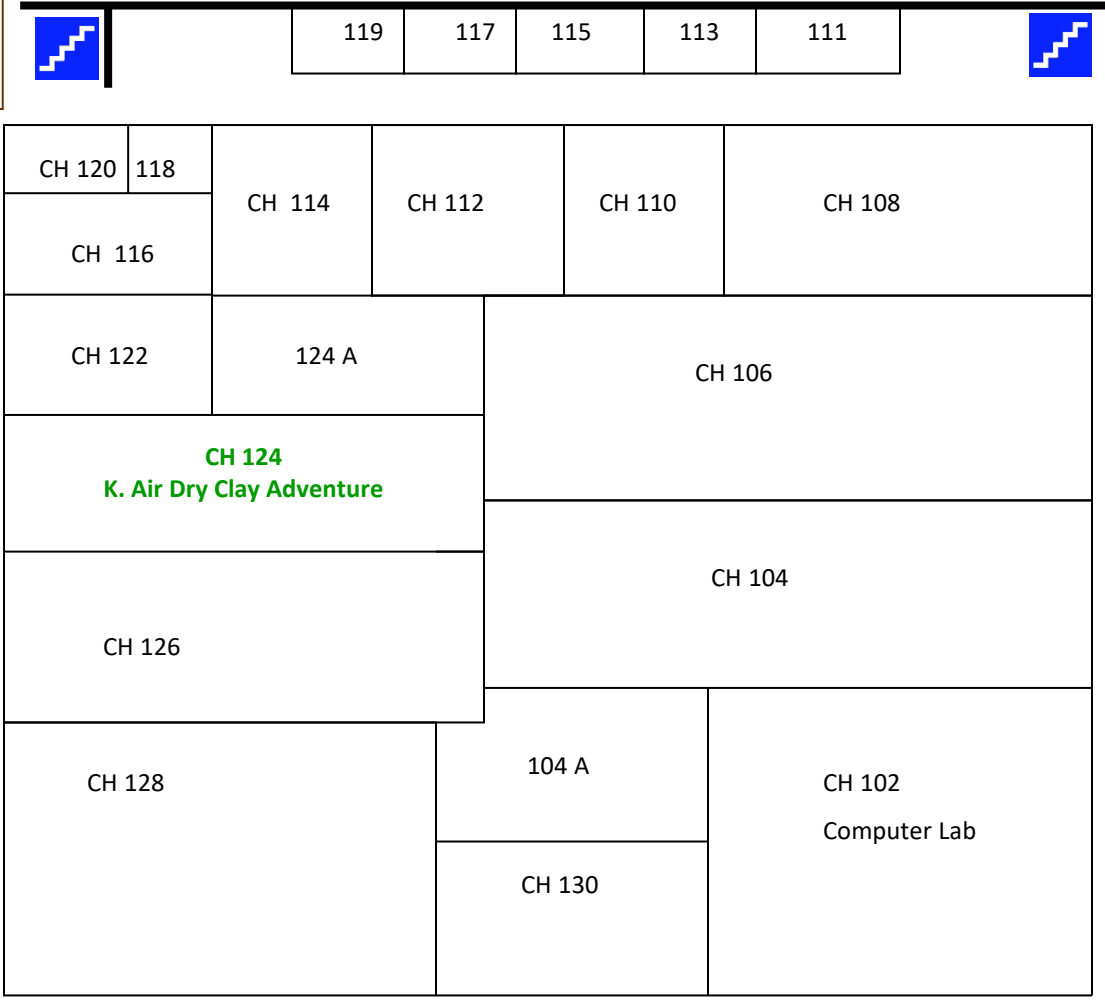 119 117 115 113 111
CH 120 118
CH 114 CH 112 CH 110 CH 108
CH 116
CH 122 124 A
CH 106
CH 124
K. Air Dry Clay Adventure
CH 104
CH 126
104 A
CH 128 CH 102
Computer Lab
CH 130